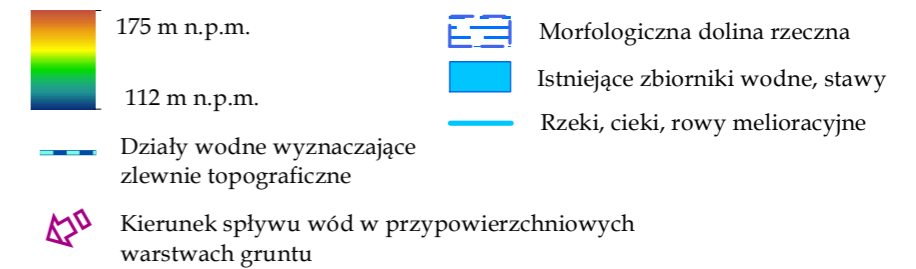 175 m n.p.m.
112 m n.p.m.
Działy wodne wyznaczające
zlewnie topograficzne
Kierunek spływu wód w przypowierzchniowych
warstwach gruntu
Morfologiczna dolina rzeczna
Istniejące zbiorniki wodne, stawy
Rzeki, cieki, rowy melioracyjne